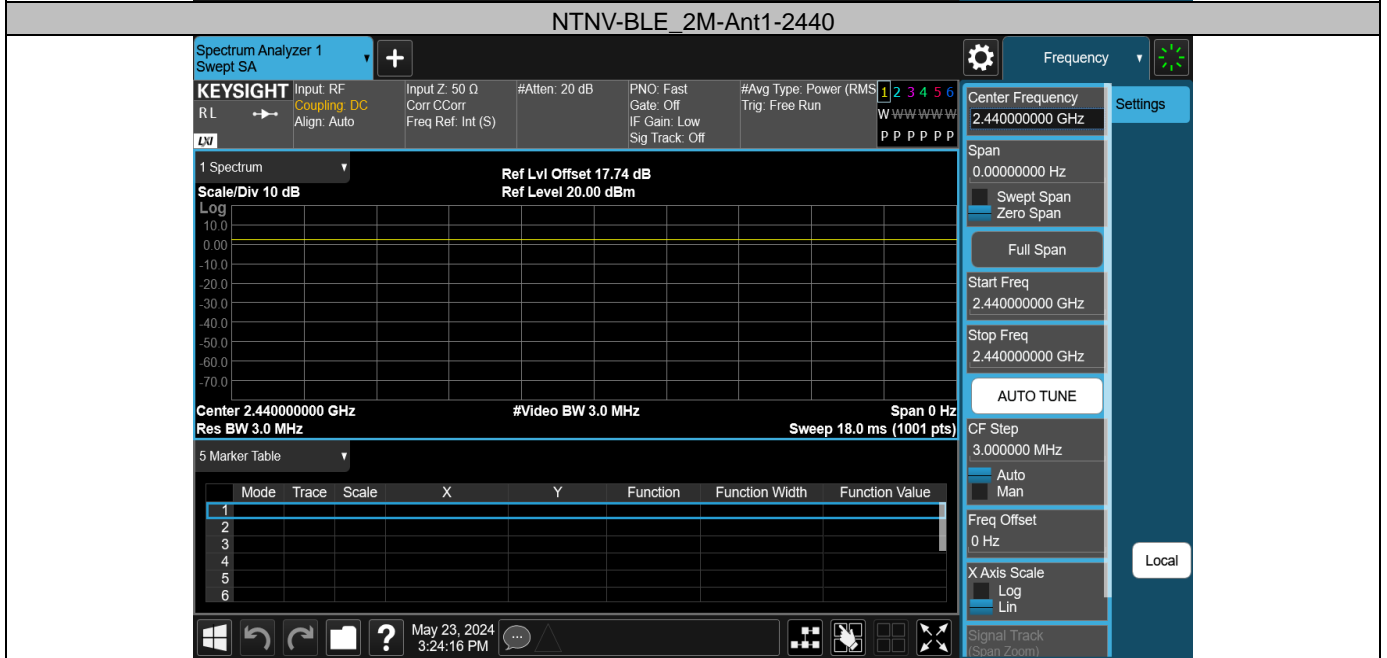 NTNV-BLE_2M-Ant1-2440
Spectrum Analyzer 1
Swept SA
+
Frequency
KEYSIGHT
RL
LXI
Input: RF
Coupling: DC
Align: Auto
Input Z: 50 Ω
Corr CCorr
Freq Ref: Int (S)
#Atten: 20 dB
PNO: Fast
Gate: Off
IF Gain: Low
Sig Track: Off
#Avg Type: Power (RMS
Trig: Free Run
1 2 3 4 5 6
W W W W W W
P P P P P P
Center Frequency
2.440000000 GHz
Settings
Span
0.00000000 Hz
Swept Span
Zero Span
Full Span
Start Freq
2.440000000 GHz
Stop Freq
2.440000000 GHz
AUTO TUNE
CF Step
3.000000 MHz
Auto
Man
Freq Offset
0 Hz
X Axis Scale
Log
Lin
Signal Track
(Span Zoom)
Local
1 Spectrum
Scale/Div 10 dB
Ref Lvl Offset 17.74 dB
Ref Level 20.00 dBm
Log
10.0
0.00
-10.0
-20.0
-30.0
-40.0
-50.0
-60.0
-70.0
Center 2.440000000 GHz
#Video BW 3.0 MHz
Span 0 Hz
Res BW 3.0 MHz
Sweep 18.0 ms (1001 pts)
5 Marker Table
Mode Trace Scale X Y Function Function Width Function Value
1
2
3
4
5
6
?
May 23, 2024
3:24:16 PM